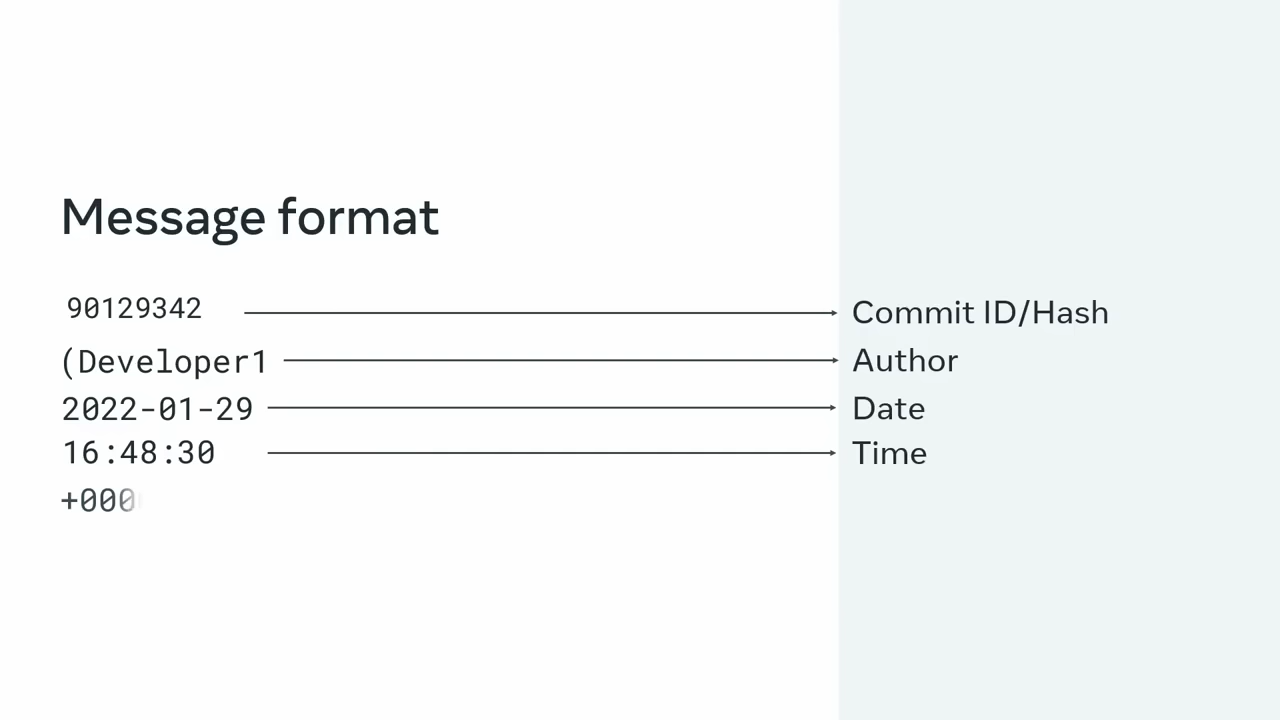 Message format
90129342 Commit ID/Hash
(Developer1 Author
2022-01-29 Date
16:48:30 Time
+000